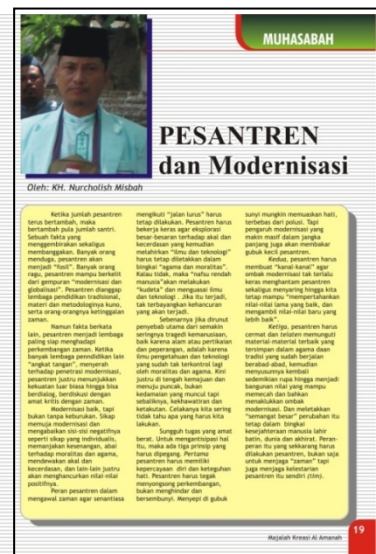 MUHASABAH
PESANTREN
dan Modernisasi
Oleh: KH. Nurcholish Misbah
Ketika jumlah pesantren
terus bertambah, maka
bertambah pula jumlah santri.
Sebuah fakta yang
menggembirakan sekaligus
membanggakan. Banyak orang
menduga, pesantren akan
menjadi "fosil". Banyak orang
ragu, pesantren mampu berkelit
dari gempuran "modernisasi dan
globalisasi". Pesantren dianggap
lembaga pendidikan tradisional,
materi dan metodologinya kuno,
serta orang-orangnya ketinggalan
zaman.
Namun fakta berkata
lain, pesantren menjadi lembaga
paling siap menghadapi
perkembangan zaman. Ketika
banyak lembaga penndidikan lain
"angkat tangan", menyerah
terhadap penetrasi modernisasi,
pesantren justru menunjukkan
kekuatan luar biasa hingga bisa
berdialog, berdiskusi dengan
amat kritis dengan zaman.
Modernisasi baik, tapi
bukan tanpa keburukan. Sikap
memuja modernisasi dan
mengabaikan sisi-sisi negatifnya
seperti sikap yang individualis,
memanjakan kesenangan, abai
terhadap moralitas dan agama,
mendewakan akal dan
kecerdasan, dan lain-lain justru
akan menghancurkan nilai-nilai
positifnya.
Peran pesantren dalam
mengawal zaman agar senantiasa
mengikuti "jalan lurus" harus
tetap dilakukan. Pesantren harus
bekerja keras agar eksplorasi
besar-besaran terhadap akal dan
kecerdasan yang kemudian
melahirkan "ilmu dan teknologi"
harus tetap diletakkan dalam
bingkai "agama dan moralitas".
Kalau tidak, maka "nafsu rendah
manusia"akan melakukan
"kudeta" dan menguasai ilmu
dan teknologi . Jika itu terjadi,
tak terbayangkan kehancuran
yang akan terjadi.
Sebenarnya jika dirunut
penyebab utama dari semakin
seringnya tragedi kemanusiaan,
baik karena alam atau pertikaian
dan peperangan, adalah karena
ilmu pengetahuan dan teknologi
yang sudah tak terkontrol lagi
oleh moralitas dan agama. Kini
justru di tengah kemajuan dan
menuju puncak, bukan
kedamaian yang muncul tapi
sebaliknya, kekhawatiran dan
ketakutan. Celakanya kita sering
tidak tahu apa yang harus kita
lakukan.
Sungguh tugas yang amat
berat. Untuk mengantisipasi hal
itu, maka ada tiga prinsip yang
harus dipegang. Pertama
pesantren harus memiliki
kepercayaan diri dan keteguhan
hati. Pesantren harus tegak
menyongsong perkembangan,
bukan menghindar dan
bersembunyi. Menyepi di gubuk
sunyi mungkin memuaskan hati,
terbebas dari polusi. Tapi
pengaruh modernisasi yang
makin masif dalam jangka
panjang juga akan membakar
gubuk kecil pesantren.
Kedua, pesantren harus
membuat "kanal-kanal" agar
ombak modernisasi tak terlalu
keras menghantam pesantren
sekaligus menyaring hingga kita
tetap mampu "mempertahankan
nilai-nilai lama yang baik, dan
mengambil nilai-nilai baru yang
lebih baik".
Ketiga, pesantren harus
cermat dan telaten memunguti
material-material terbaik yang
tersimpan dalam agama daan
tradisi yang sudah berjalan
berabad-abad, kemudian
menyusunnya kembali
sedemikian rupa hingga menjadi
bangunan nilai yang mampu
memecah dan bahkan
menaklukkan ombak
modernisasi. Dan meletakkan
"semangat besar" perubahan itu
tetap dalam bingkai
kesejahteraan manusia lahir
batin, dunia dan akhirat. Peran-
peran itu yang sekkarang harus
dilakukan pesantren, bukan saja
untuk menjaga "zaman" tapi
juga menjaga kelestarian
pesantren itu sendiri (tim).
Majalah Kreasi Al Amanah
19